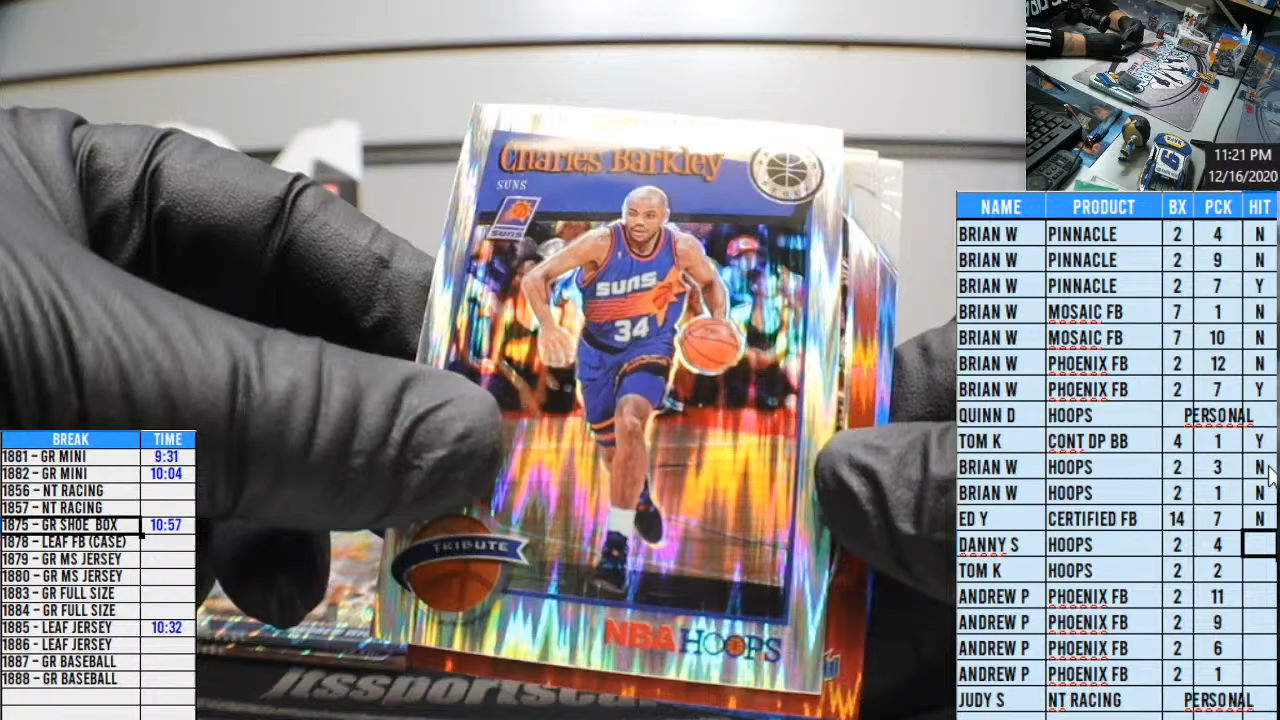 Charles Barkley
SUNS
SUNS
SUNS
34
TRIBUTE
NBA HOOPS
jtssport
11:21 PM
12/16/2020
NAME PRODUCT BX PCK HIT
BRIAN W PINNACLE 2 4 N
BRIAN W PINNACLE 2 9 N
BRIAN W PINNACLE 2 7 Y
BRIAN W MOSAIC FB 7 1 N
BRIAN W MOSAIC FB 7 10 N
BRIAN W PHOENIX FB 2 12 N
BRIAN W PHOENIX FB 2 7 Y
QUINN D HOOPS PERSONAL
TOM K CONT DP BB 4 1 Y
BRIAN W HOOPS 2 3 N
BRIAN W HOOPS 2 1 N
ED Y CERTIFIED FB 14 7 N
DANNY S HOOPS 2 4
TOM K HOOPS 2 2
ANDREW P PHOENIX FB 2 11
ANDREW P PHOENIX FB 2 9
ANDREW P PHOENIX FB 2 6
ANDREW P PHOENIX FB 2 1
JUDY S NT RACING PERSONAL
BREAK TIME
1881 - GR MINI 9:31
1882 - GR MINI 10:04
1856 - NT RACING
1857 - NT RACING
1875 - GR SHOE BOX 10:57
1878 - LEAF FB (CASE)
1879 - GR MS JERSEY
1880 - GR MS JERSEY
1883 - GR FULL SIZE
1884 - GR FULL SIZE
1885 - LEAF JERSEY 10:32
1886 - LEAF JERSEY
1887 - GR BASEBALL
1888 - GR BASEBALL